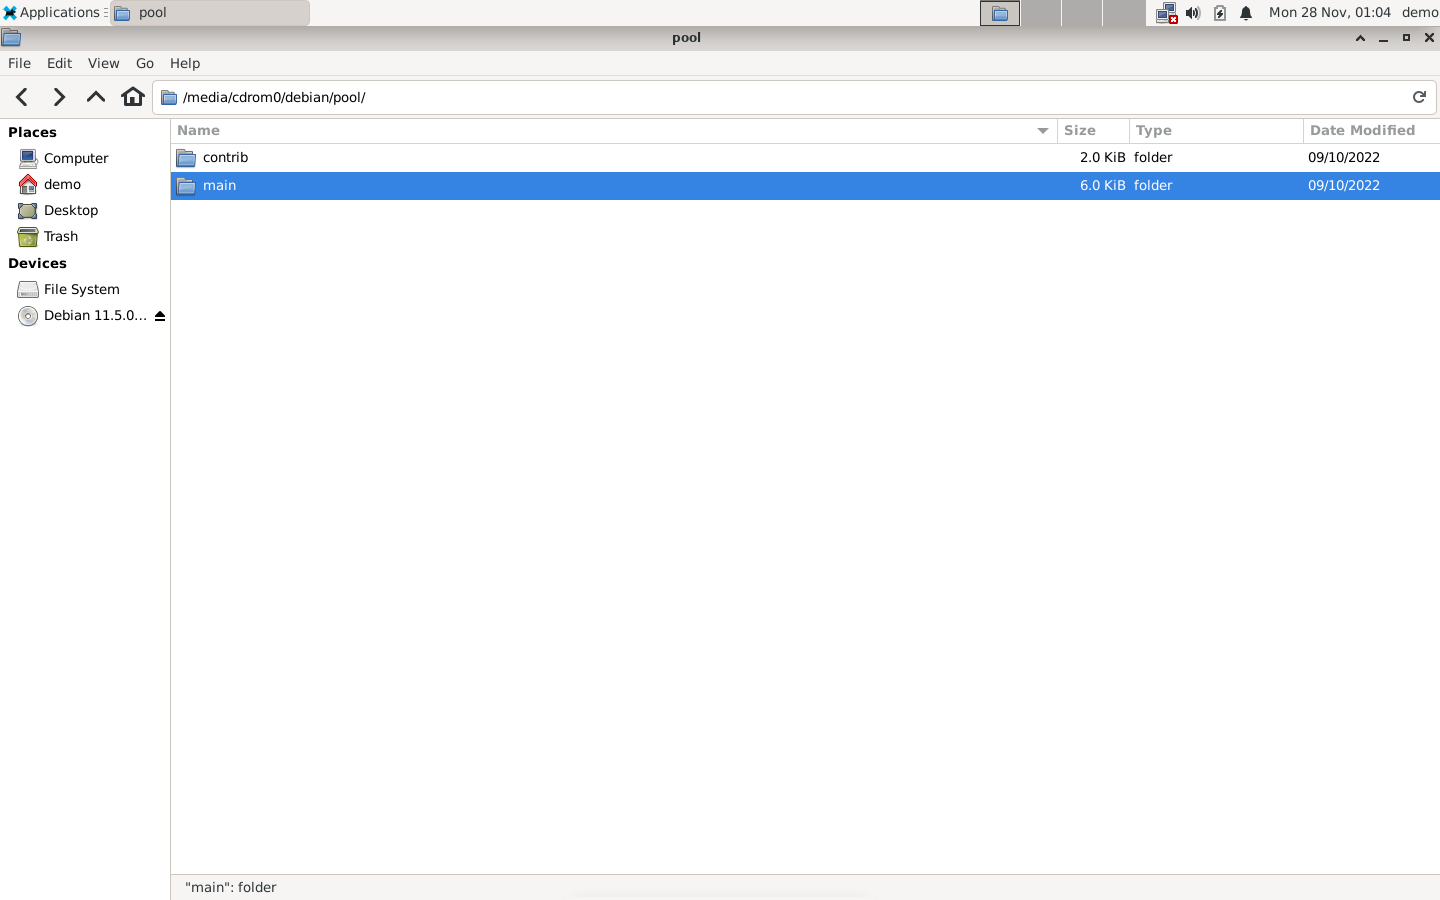 Applications pool Mon 28 Nov, 01:04 demo
pool
File Edit View Go Help
/media/cdrom0/debian/pool/
Places
Computer
demo
Desktop
Trash
Devices
File System
Debian 11.5.0...
Name Size Type Date Modified
contrib 2.0 KiB folder 09/10/2022
main 6.0 KiB folder 09/10/2022
"main": folder